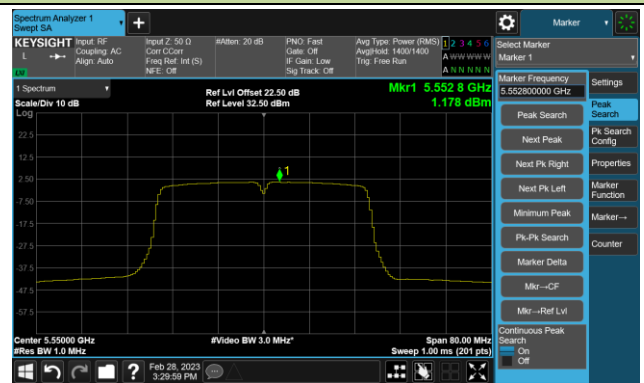 Spectrum Analyzer 1
Swept SA
+
Marker
KEYSIGHT
L
Input: RF
Coupling: AC
Align: Auto
Input Z: 50 Ω
Corr CCorr
Freq Ref: Int (S)
NFE: Off
#Atten: 20 dB
PNO: Fast
Gate: Off
IF Gain: Low
Sig Track: Off
Avg Type: Power (RMS)
Avg|Hold: 1400/1400
Trig: Free Run
1 2 3 4 5 6
A W W W W W
A N N N N N
LXI
Select Marker
Marker 1
1 Spectrum
Scale/Div 10 dB
Log
Ref Lvl Offset 22.50 dB
Ref Level 32.50 dBm
Mkr1 5.552 8 GHz
1.178 dBm
1
22.5
12.5
2.50
-7.50
-17.5
-27.5
-37.5
-47.5
-57.5
Center 5.55000 GHz
#Res BW 1.0 MHz
#Video BW 3.0 MHz*
Span 80.00 MHz
Sweep 1.00 ms (201 pts)
Marker Frequency
5.552800000 GHz
Peak Search
Next Peak
Next Pk Right
Next Pk Left
Minimum Peak
Pk-Pk Search
Marker Delta
Mkr→CF
Mkr→Ref Lvl
Continuous Peak
Search
On
Off
Settings
Peak
Search
Pk Search
Config
Properties
Marker
Function
Marker→
Counter
?
Feb 28, 2023
3:29:59 PM